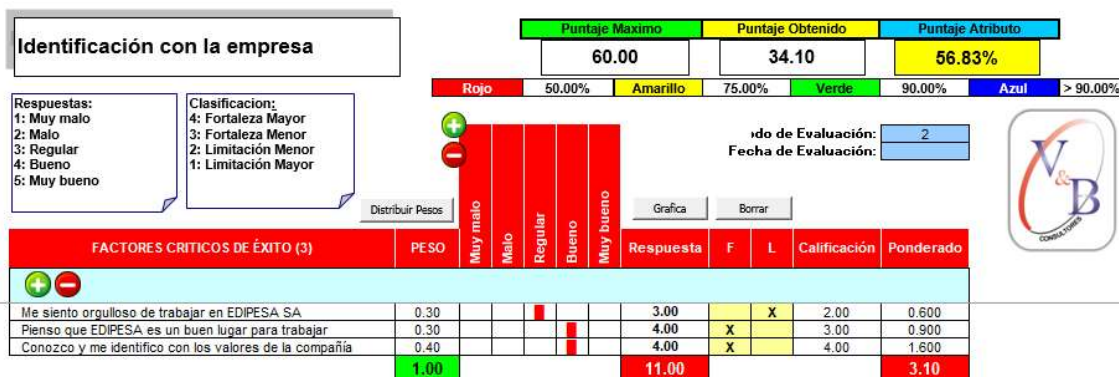 Identificación con la empresa
Puntaje Maximo Puntaje Obtenido Puntaje Atributo
60.00 34.10 56.83%
Rojo 50.00% Amarillo 75.00% Verde 90.00% Azul > 90.00%
Respuestas:
1: Muy malo
2: Malo
3: Regular
4: Bueno
5: Muy bueno
Clasificacion:
4: Fortaleza Mayor
3: Fortaleza Menor
2: Limitación Menor
1: Limitación Mayor
do de Evaluación: 2
Fecha de Evaluación:
V&B
CONSULTORES
Distribuir Pesos
Grafica Borrar
FACTORES CRITICOS DE ÉXITO (3) PESO Muy malo Malo Regular Bueno Muy bueno Respuesta F L Calificación Ponderado
Me siento orgulloso de trabajar en EDIPESA SA 0.30 3.00 X 2.00 0.600
Pienso que EDIPESA es un buen lugar para trabajar 0.30 4.00 X 3.00 0.900
Conozco y me identifico con los valores de la compañía 0.40 4.00 X 4.00 1.600
1.00 11.00 3.10